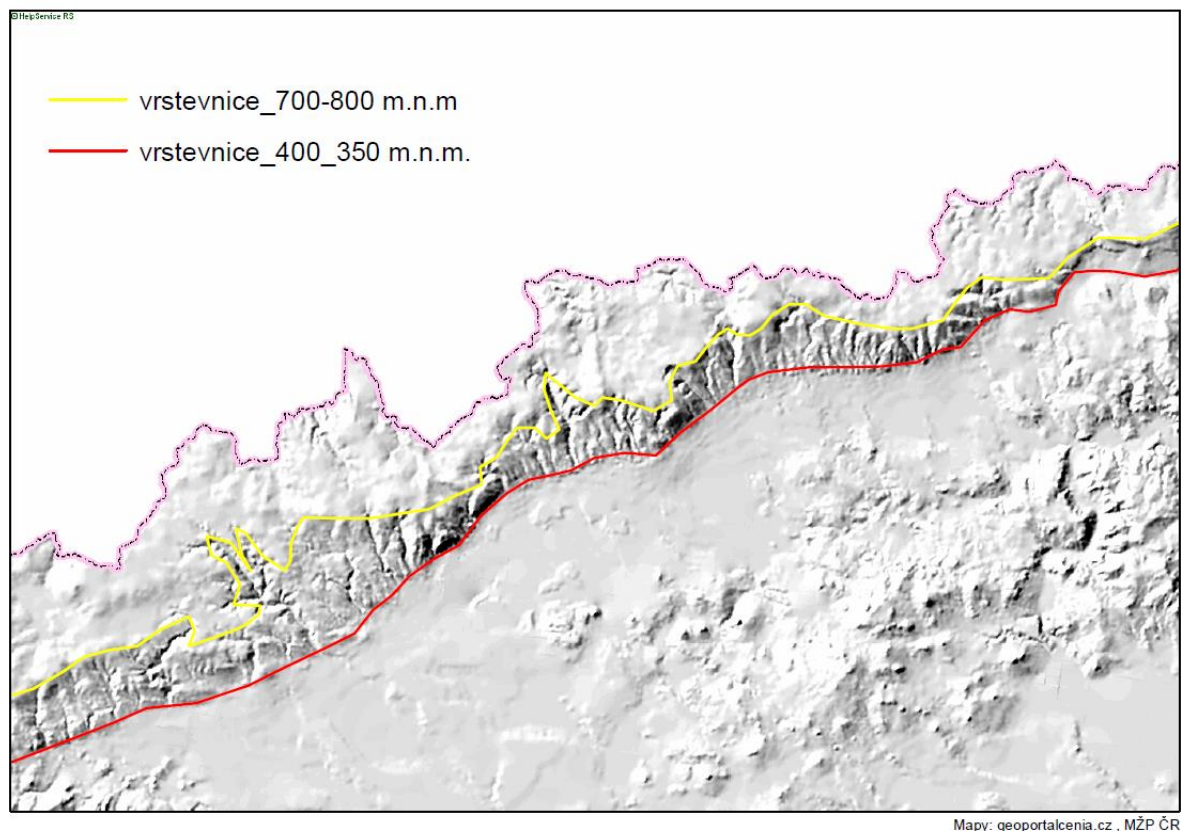 ©HelpService RS
vrstevnice_700-800 m.n.m
vrstevnice_400_350 m.n.m.
Mapy: geoportalcenia.cz , MŽP ČR